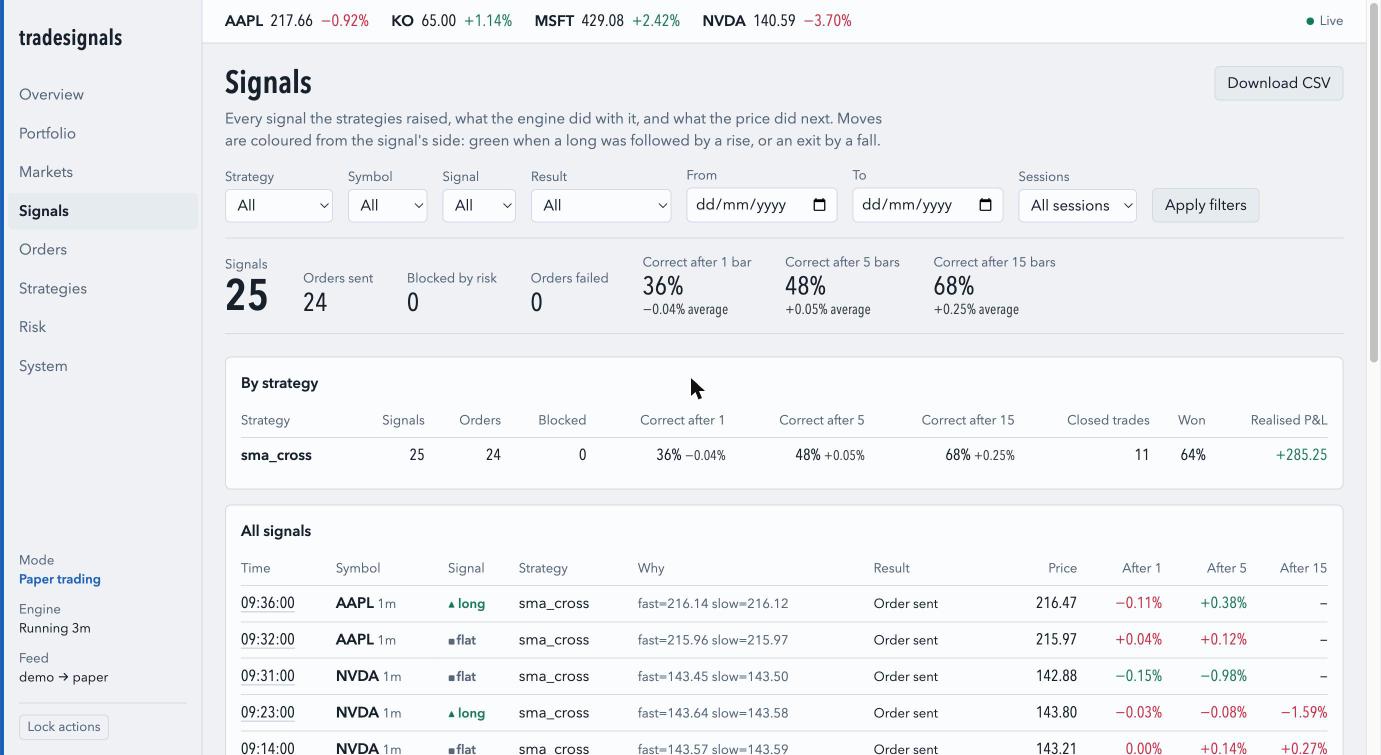 tradesignals
Overview
Portfolio
Markets
Signals
Orders
Strategies
Risk
System
Mode
Paper trading
Engine
Running 3m
Feed
demo → paper
Lock actions
AAPL 217.66 −0.92% KO 65.00 +1.14% MSFT 429.08 +2.42% NVDA 140.59 −3.70% Live
Signals
Download CSV
Every signal the strategies raised, what the engine did with it, and what the price did next. Moves
are coloured from the signal's side: green when a long was followed by a rise, or an exit by a fall.
Strategy Symbol Signal Result From To Sessions
All All All All dd/mm/yyyy dd/mm/yyyy All sessions Apply filters
Signals Orders sent Blocked by risk Orders failed Correct after 1 bar Correct after 5 bars Correct after 15 bars
25 24 0 0 36% 48% 68%
−0.04% average +0.05% average +0.25% average
By strategy
Strategy Signals Orders Blocked Correct after 1 Correct after 5 Correct after 15 Closed trades Won Realised P&L
sma_cross 25 24 0 36% −0.04% 48% +0.05% 68% +0.25% 11 64% +285.25
All signals
Time Symbol Signal Strategy Why Result Price After 1 After 5 After 15
09:36:00 AAPL 1m ▲ long sma_cross fast=216.14 slow=216.12 Order sent 216.47 −0.11% +0.38% –
09:32:00 AAPL 1m ■ flat sma_cross fast=215.96 slow=215.97 Order sent 215.97 +0.04% +0.12% –
09:31:00 NVDA 1m ■ flat sma_cross fast=143.45 slow=143.50 Order sent 142.88 −0.15% −0.98% –
09:23:00 NVDA 1m ▲ long sma_cross fast=143.64 slow=143.58 Order sent 143.80 −0.03% −0.08% −1.59%
09:14:00 NVDA 1m ■ flat sma_cross fast=143.57 slow=143.59 Order sent 143.21 0.00% +0.14% +0.27%